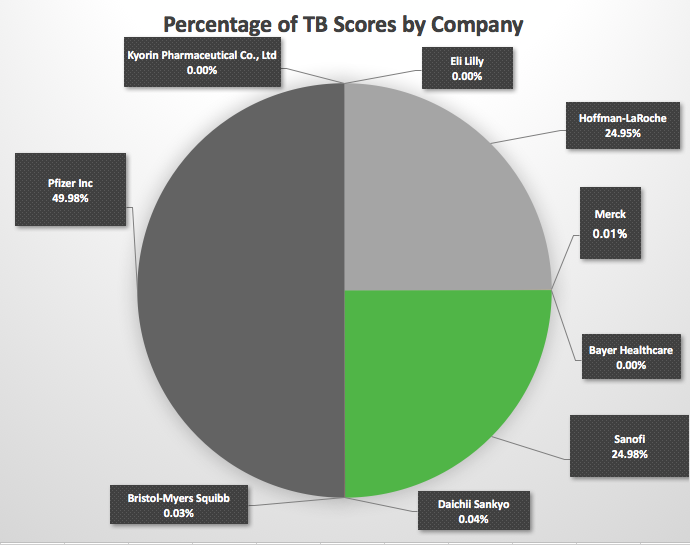 Percentage of TB Scores by Company
Kyorin Pharmaceutical Co., Ltd
0.00%
Eli Lilly
0.00%
Hoffman-LaRoche
24.95%
Pfizer Inc
49.98%
Merck
0.01%
Bayer Healthcare
0.00%
Sanofi
24.98%
Bristol-Myers Squibb
0.03%
Daichii Sankyo
0.04%